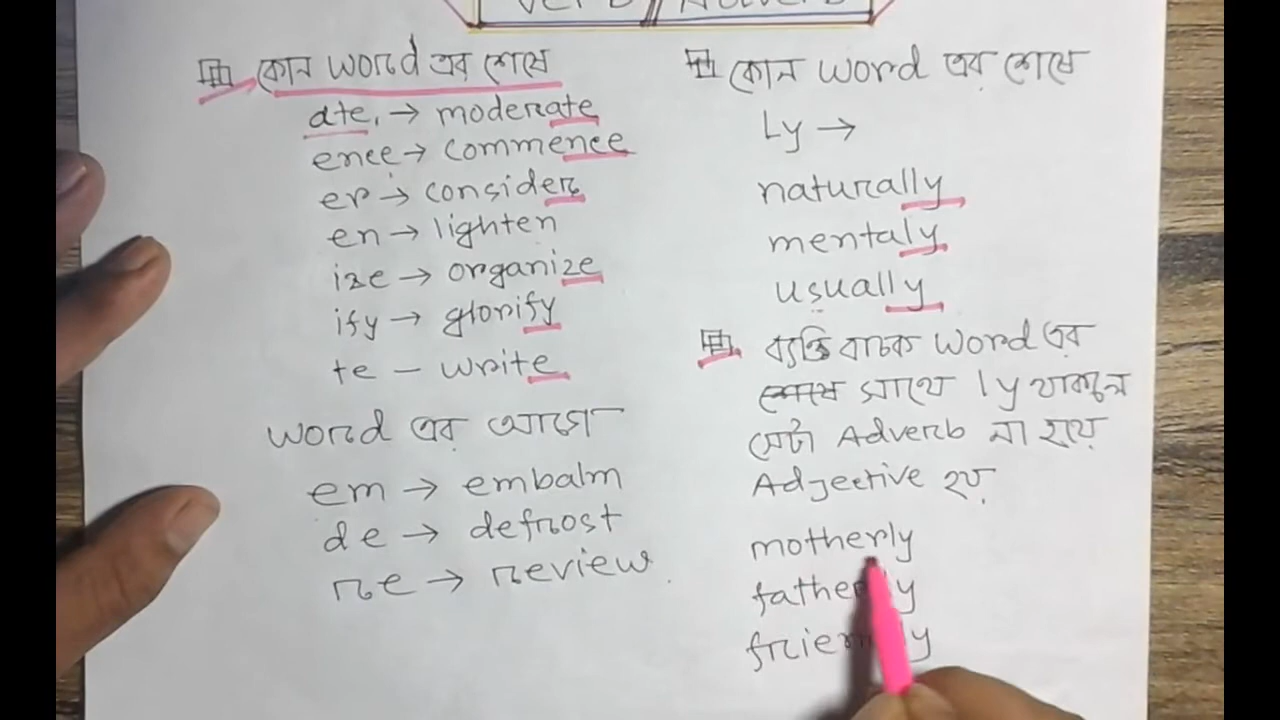 Verb // Adverb
কোন word এর শেষে
ate, → moderate
ence → commence
er → consider
en → lighten
ize → organize
ify → glorify
te – write
word এর আগে
em → embalm
de → defrost
re → review
কোন word এর শেষে
Ly →
naturally
mentaly
usually
ব্যক্তি বাচক word এর
শেষে সাথে ly থাকলে
সেটা Adverb না হয়ে
Adjective হয়
motherly
fatherly
friendly